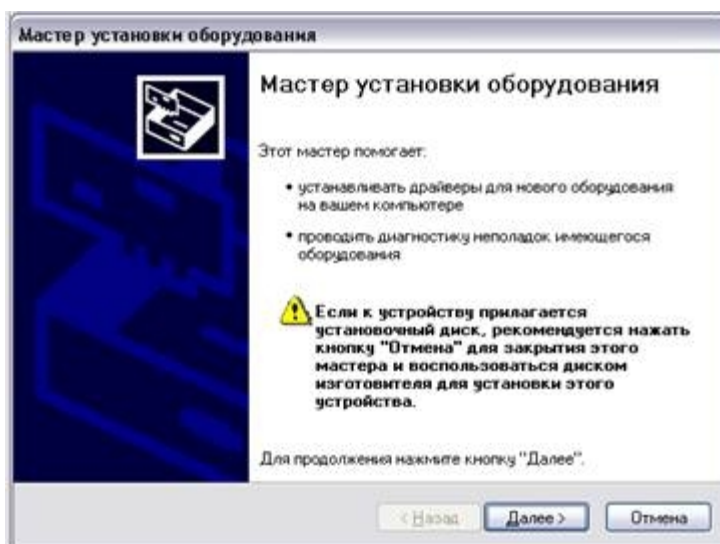 Мастер установки оборудования
Мастер установки оборудования
Этот мастер помогает:
• устанавливать драйверы для нового оборудования
на вашем компьютере
• проводить диагностику неполадок имеющегося
оборудования
Если к устройству прилагается
установочный диск, рекомендуется нажать
кнопку "Отмена" для закрытия этого
мастера и воспользоваться диском
изготовителя для установки этого
устройства.
Для продолжения нажмите кнопку "Далее".
< Назад Далее > Отмена